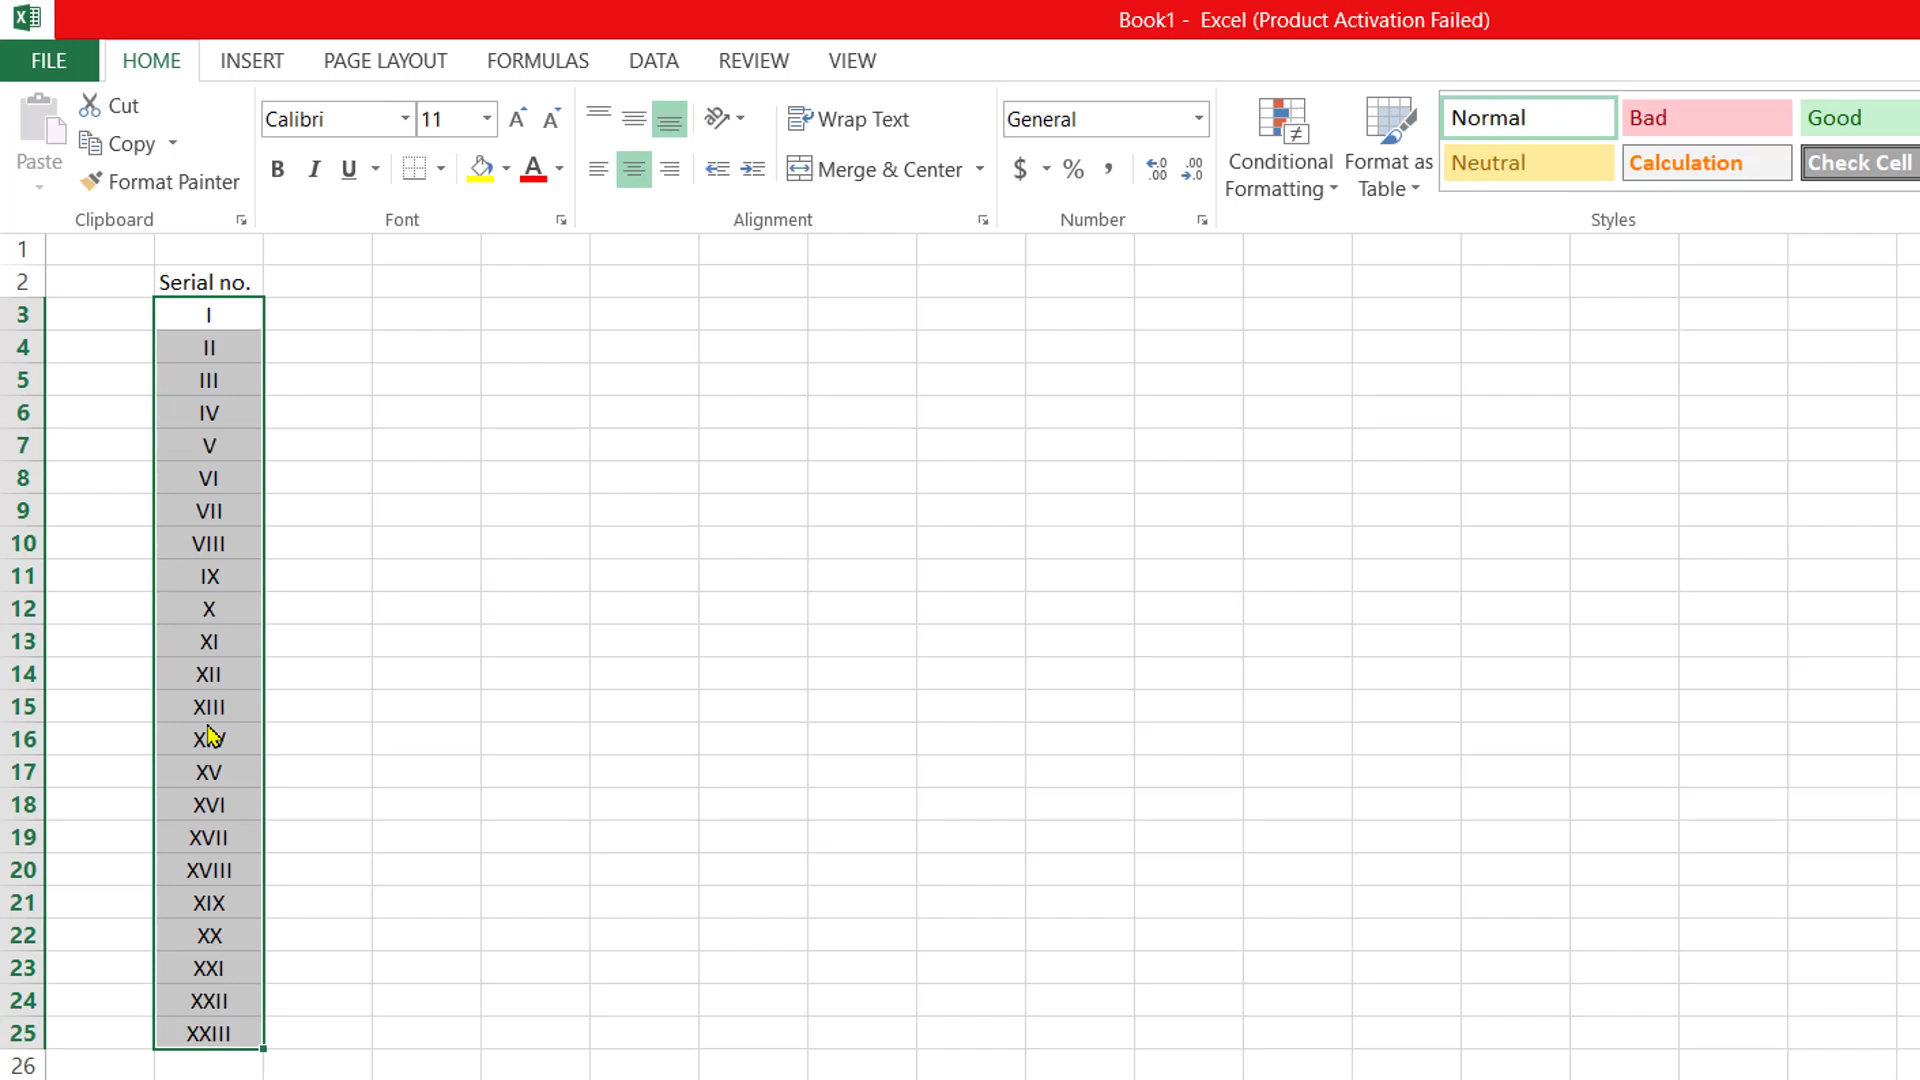 Book1 - Excel (Product Activation Failed)
FILE HOME INSERT PAGE LAYOUT FORMULAS DATA REVIEW VIEW
Paste
Cut
Copy
Format Painter
Clipboard
Calibri 11
B I U A
Font
Wrap Text
Merge & Center
Alignment
General
$ % ,
Number
Conditional Formatting
Format as Table
Normal Bad Good
Neutral Calculation Check Cell
Styles
1
2 Serial no.
3 I
4 II
5 III
6 IV
7 V
8 VI
9 VII
10 VIII
11 IX
12 X
13 XI
14 XII
15 XIII
16 XIV
17 XV
18 XVI
19 XVII
20 XVIII
21 XIX
22 XX
23 XXI
24 XXII
25 XXIII
26